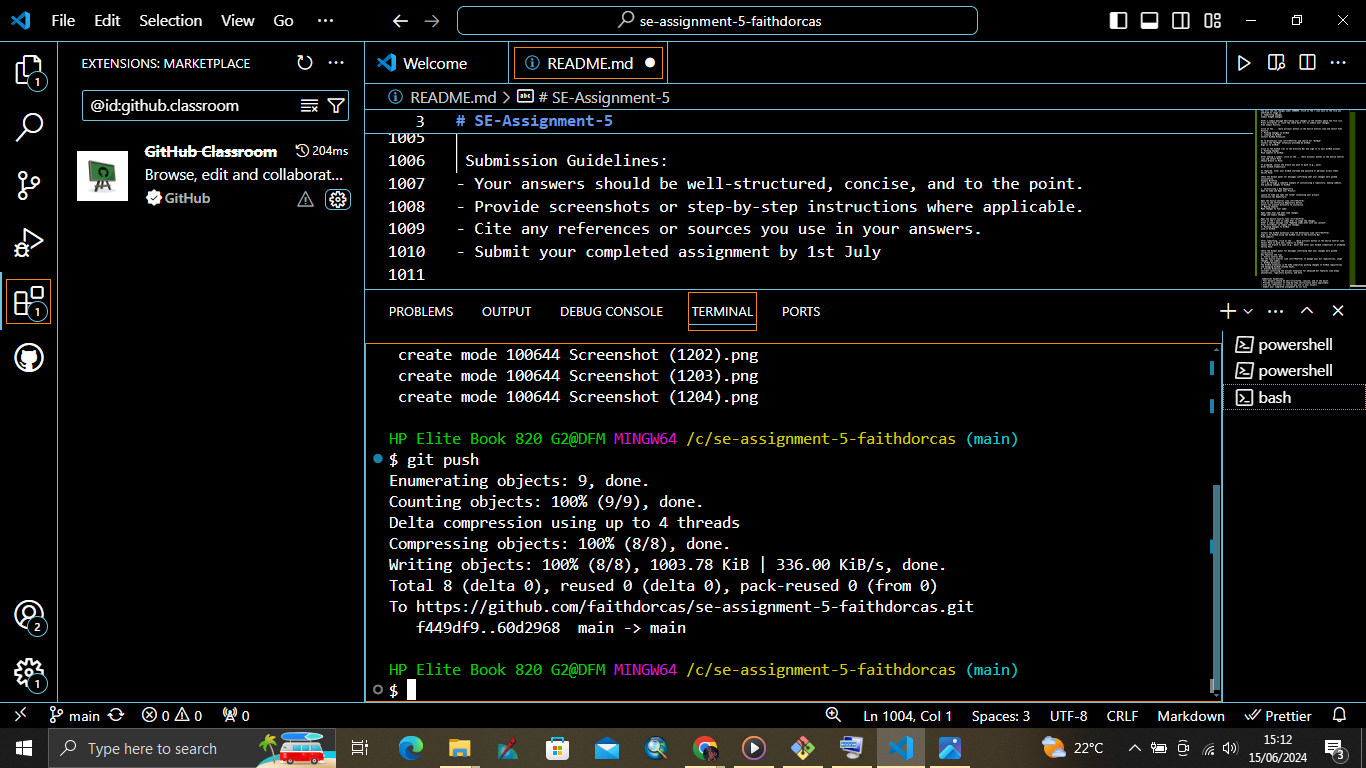 File Edit Selection View Go ···
se-assignment-5-faithdorcas
EXTENSIONS: MARKETPLACE
@id:github.classroom
GitHub Classroom 204ms
Browse, edit and collaborat...
GitHub
1
1
2
1
Welcome
README.md
README.md > # SE-Assignment-5
3 # SE-Assignment-5
1005
1006 Submission Guidelines:
1007 - Your answers should be well-structured, concise, and to the point.
1008 - Provide screenshots or step-by-step instructions where applicable.
1009 - Cite any references or sources you use in your answers.
1010 - Submit your completed assignment by 1st July
1011
PROBLEMS OUTPUT DEBUG CONSOLE TERMINAL PORTS
create mode 100644 Screenshot (1202).png
create mode 100644 Screenshot (1203).png
create mode 100644 Screenshot (1204).png
HP Elite Book 820 G2@DFM MINGW64 /c/se-assignment-5-faithdorcas (main)
$ git push
Enumerating objects: 9, done.
Counting objects: 100% (9/9), done.
Delta compression using up to 4 threads
Compressing objects: 100% (8/8), done.
Writing objects: 100% (8/8), 1003.78 KiB | 336.00 KiB/s, done.
Total 8 (delta 0), reused 0 (delta 0), pack-reused 0 (from 0)
To https://github.com/faithdorcas/se-assignment-5-faithdorcas.git
f449df9..60d2968 main -> main
HP Elite Book 820 G2@DFM MINGW64 /c/se-assignment-5-faithdorcas (main)
$
powershell
powershell
bash
main 0 0 0 Ln 1004, Col 1 Spaces: 3 UTF-8 CRLF Markdown Prettier
Type here to search
22°C
15:12
15/06/2024
3